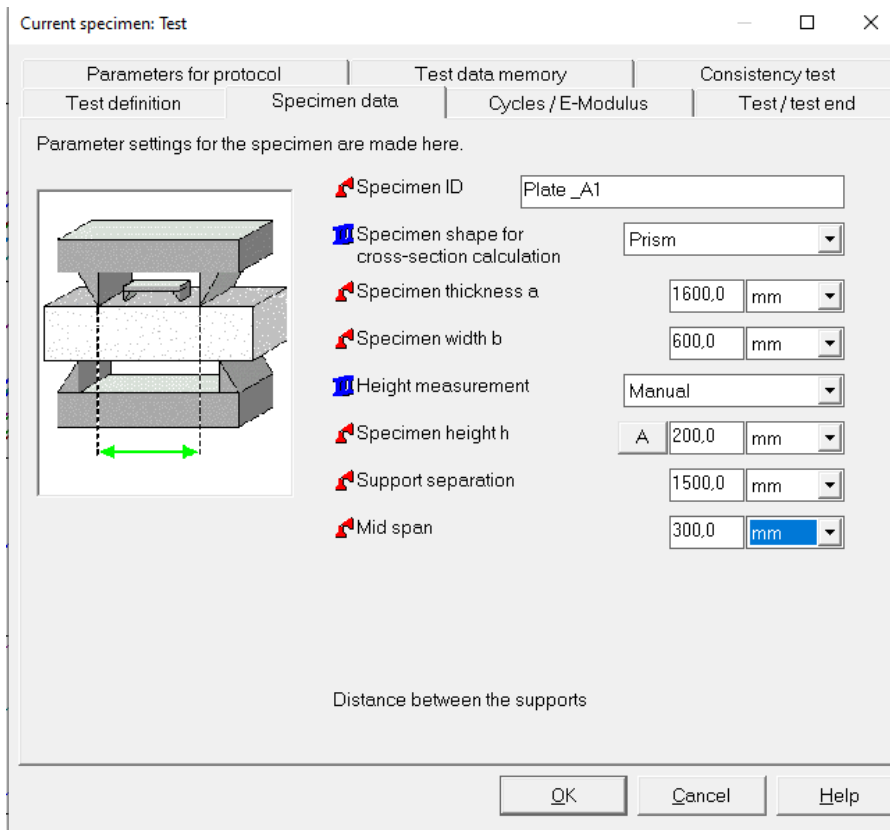 Current specimen: Test
Parameters for protocol
Test data memory
Consistency test
Test definition
Specimen data
Cycles / E-Modulus
Test / test end
Parameter settings for the specimen are made here.
Specimen ID
Plate _A1
Specimen shape for
cross-section calculation
Prism
Specimen thickness a
1600,0 mm
Specimen width b
600,0 mm
Height measurement
Manual
Specimen height h
A 200,0 mm
Support separation
1500,0 mm
Mid span
300,0 mm
Distance between the supports
OK
Cancel
Help